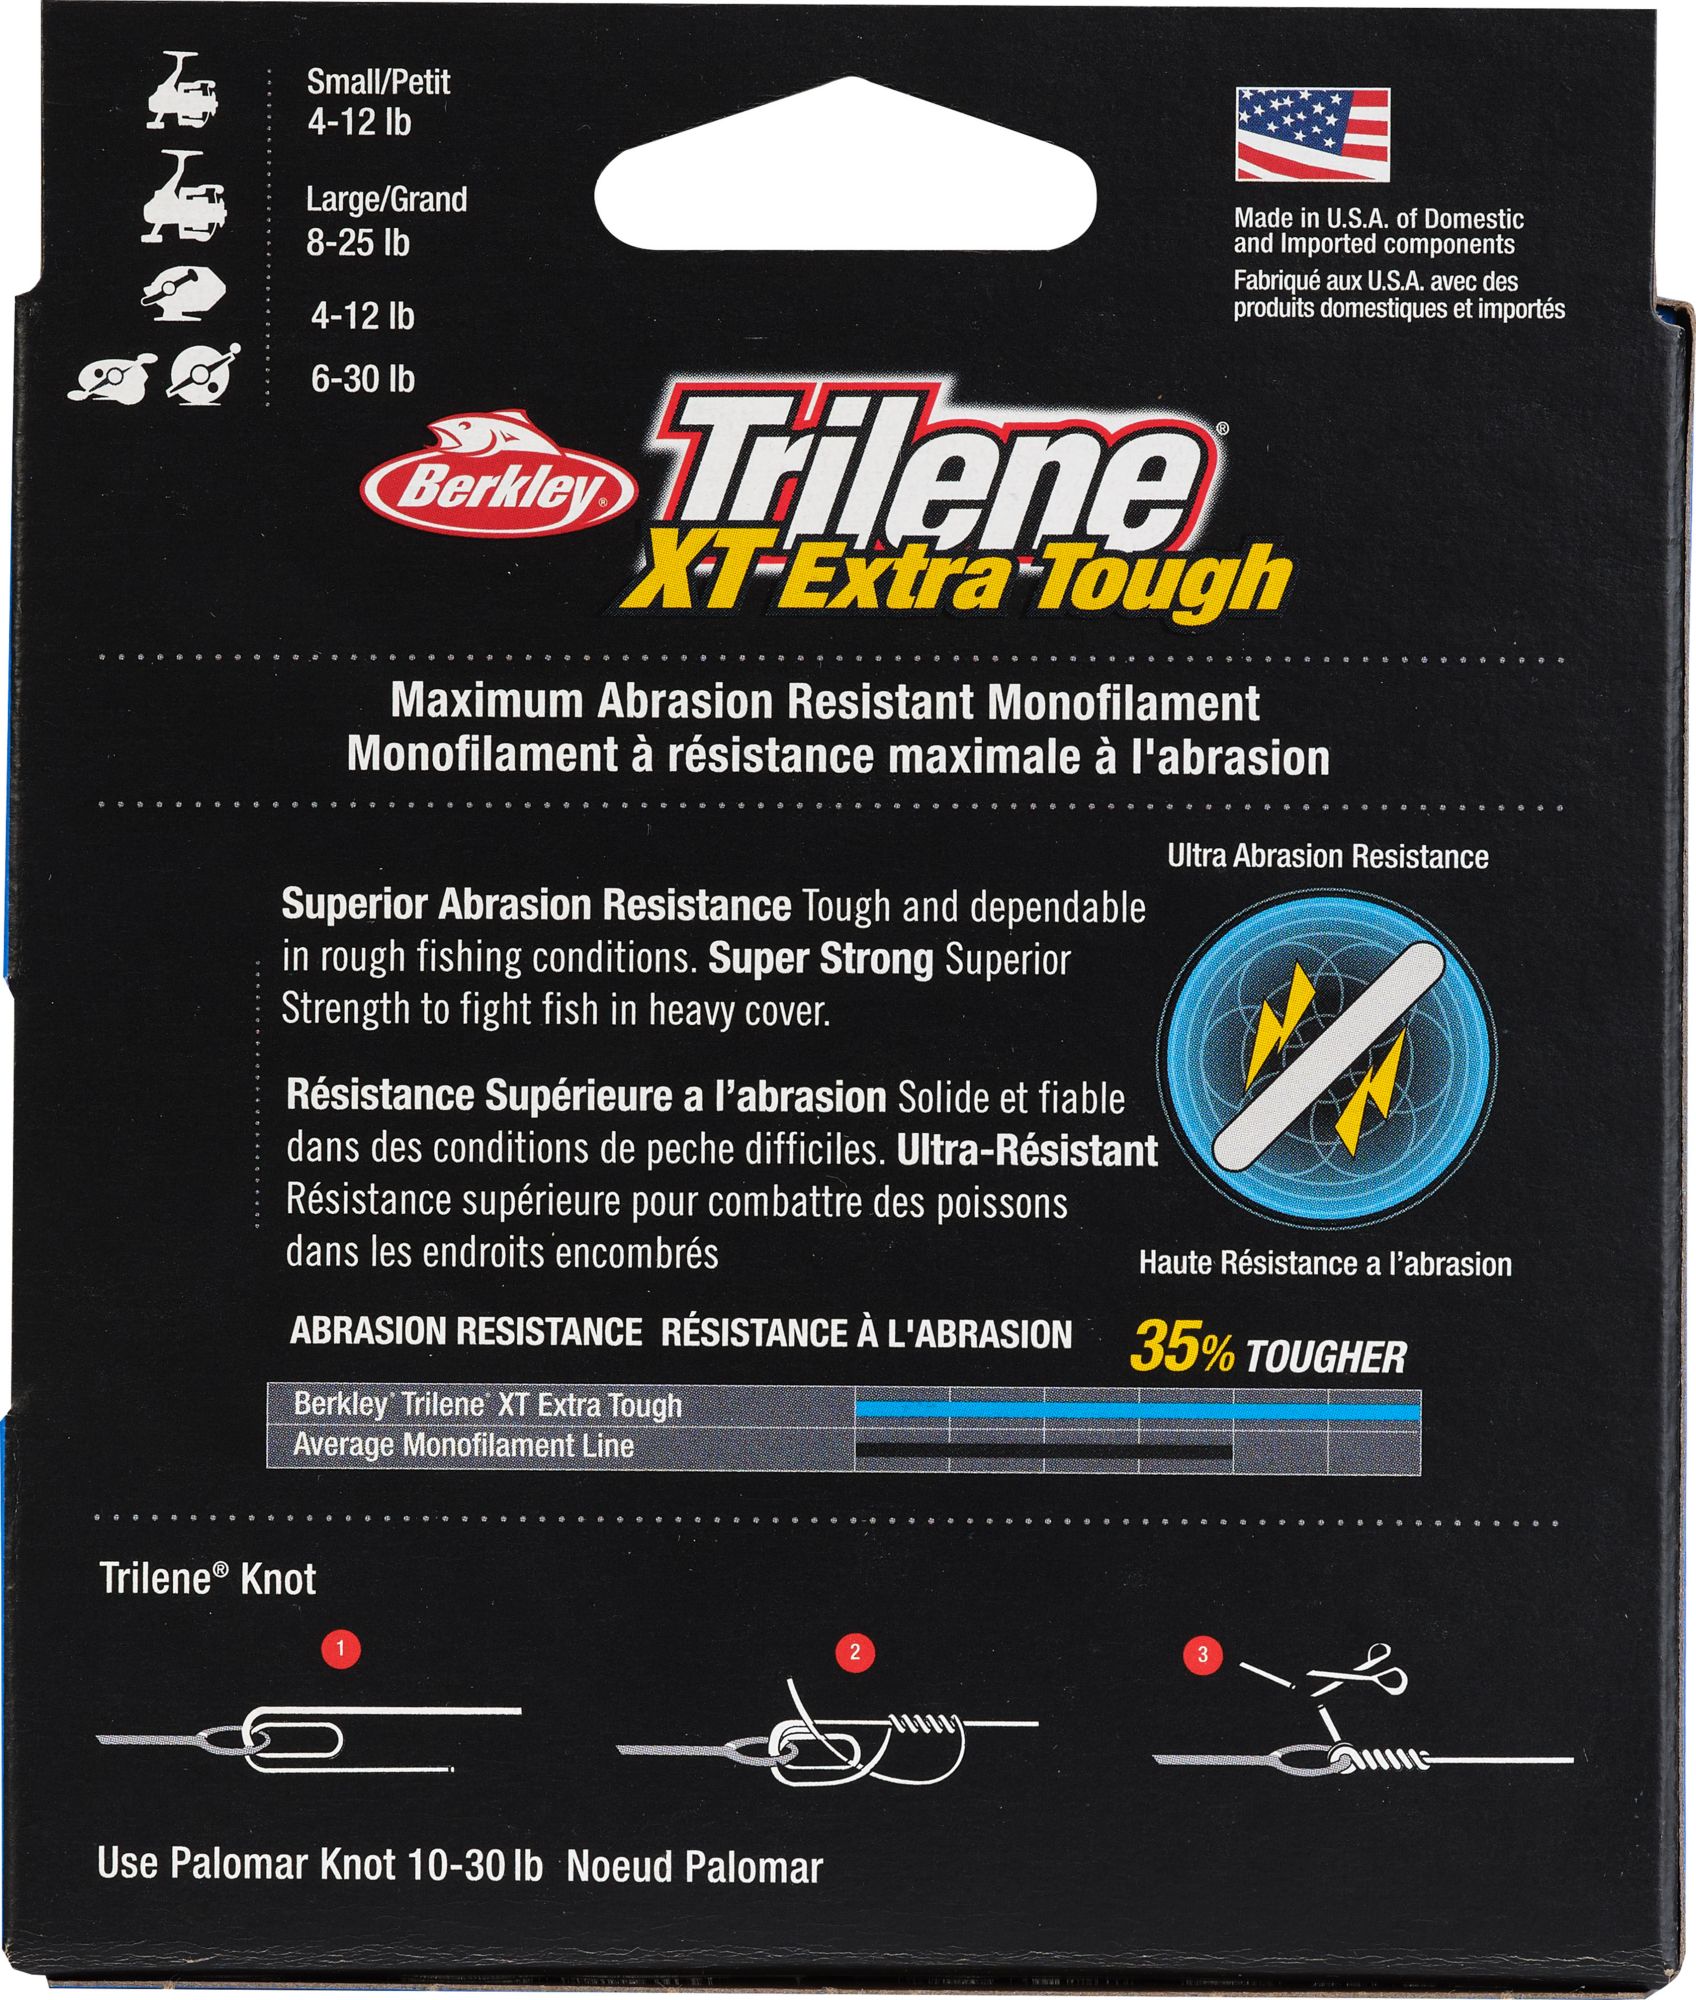 Small/Petit
4-12 lb
Large/Grand
8-25 lb
4-12 lb
6-30 lb
Made in U.S.A. of Domestic
and Imported components
Fabriqué aux U.S.A. avec des
produits domestiques et importés
Berkley®
Trilene®
XT Extra Tough
Maximum Abrasion Resistant Monofilament
Monofilament à résistance maximale à l'abrasion
Ultra Abrasion Resistance
Superior Abrasion Resistance Tough and dependable
in rough fishing conditions. Super Strong Superior
Strength to fight fish in heavy cover.
Résistance Supérieure a l’abrasion Solide et fiable
dans des conditions de peche difficiles. Ultra-Résistant
Résistance supérieure pour combattre des poissons
dans les endroits encombrés
Haute Résistance a l’abrasion
ABRASION RESISTANCE RÉSISTANCE À L'ABRASION
35% TOUGHER
Berkley® Trilene® XT Extra Tough
Average Monofilament Line
Trilene® Knot
1
2
3
Use Palomar Knot 10-30 lb Noeud Palomar